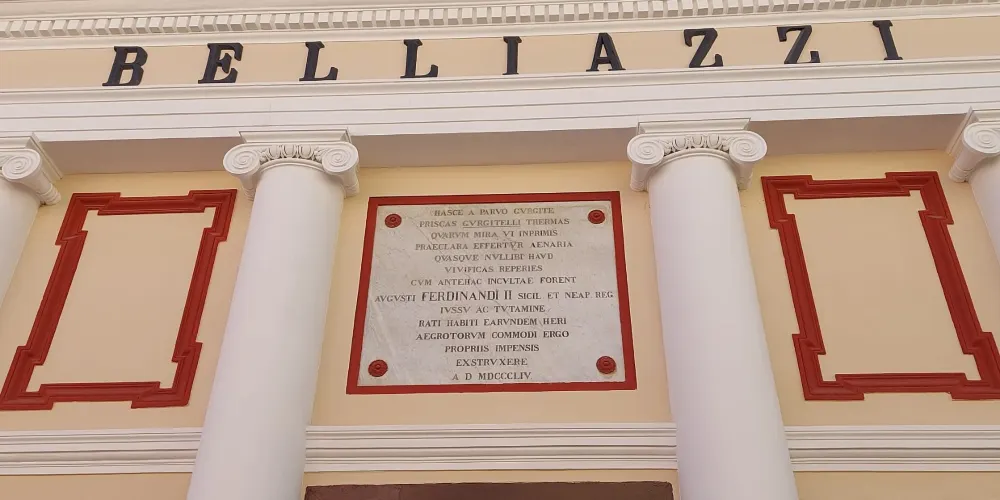 BELLIAZZI
HASCE A PARVO GVRGITE
PRISCAS GVRGITELLI THERMAS
QVARVM MIRA VI INPRIMIS
PRAECLARA EFFERTVR AENARIA
QVASQVE NVLLIBI HAVD
VIVIFICAS REPERIES
CVM ANTEHAC INCVLTAE FORENT
AVGVSTI FERDINANDI II SICIL ET NEAP REG
IVSSV AC TVTAMINE
RATI HABITI EARVNDEM HERI
AEGROTORVM COMMODI ERGO
PROPRIIS IMPENSIS
EXSTRVXERE
A D MDCCCLIV